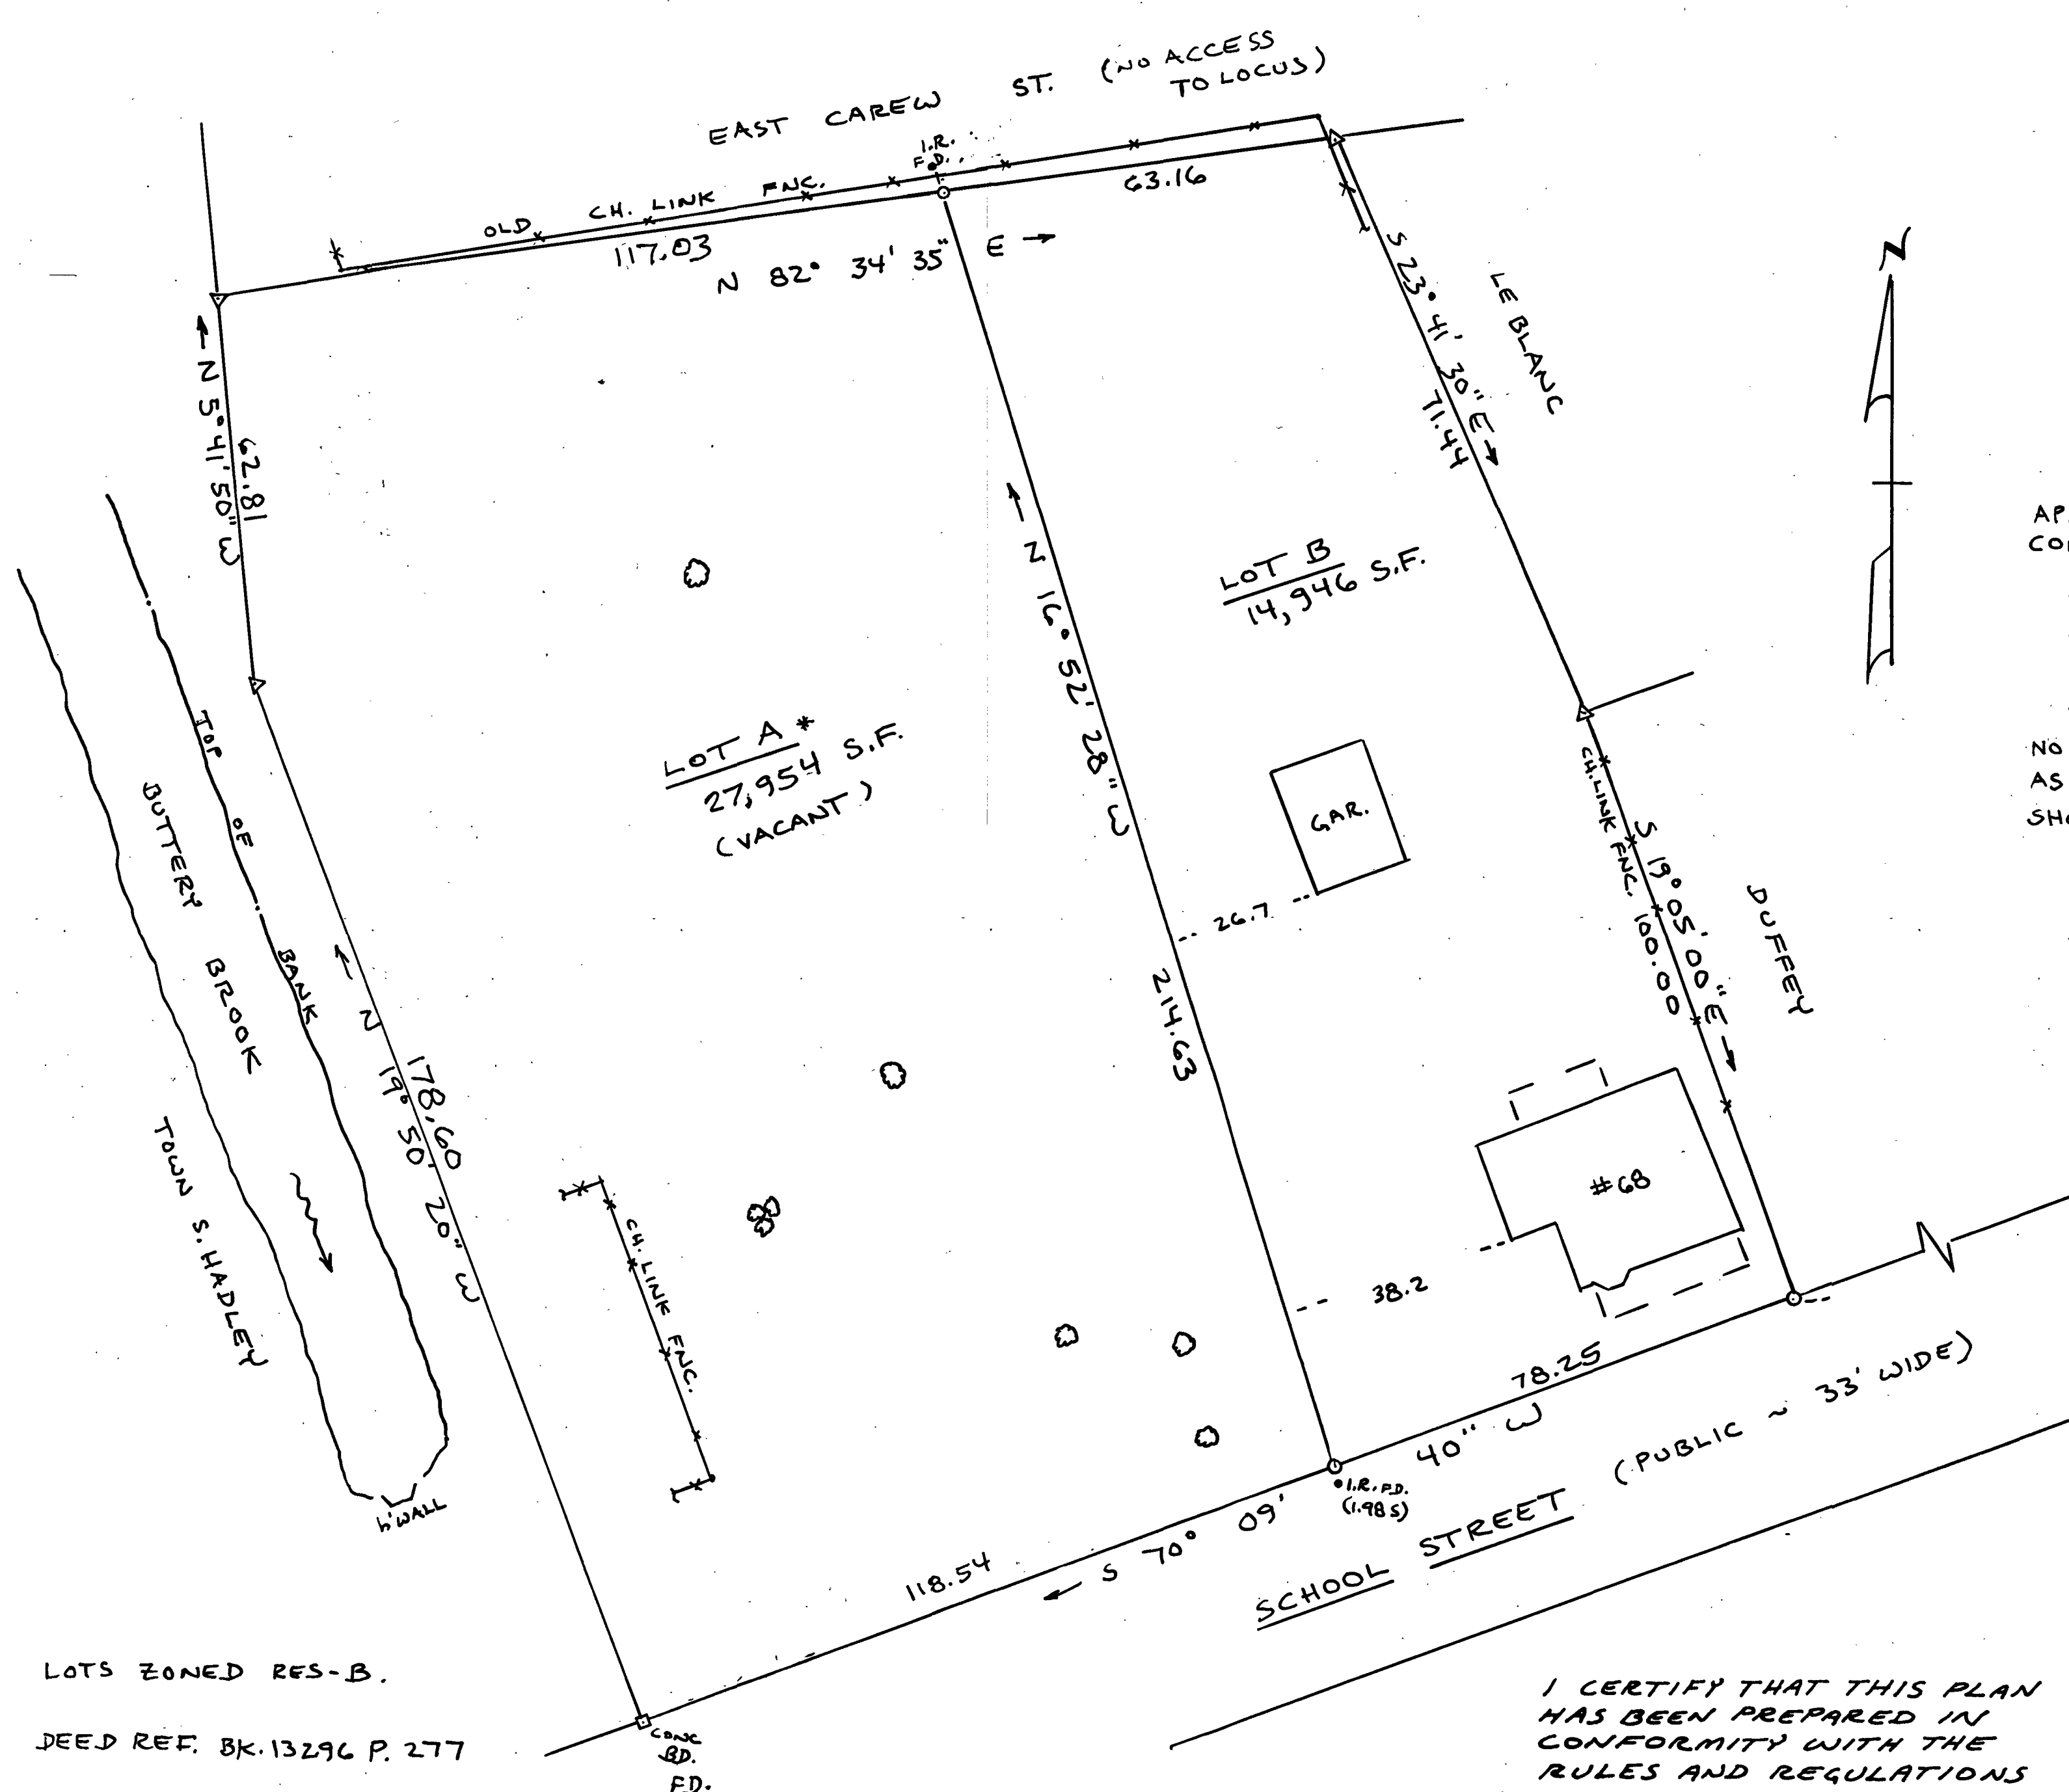 EAST CAREW ST. (NO ACCESS
TO LOCUS)
I.R.
FD.
OLD CH. LINK FNC.
117.03
63.16
N 82° 34' 35" E
N 5° 41' 50" W
62.81
S 23° 41' 30" E
71.44
LE BLANC
N
LOT B
14,946 S.F.
N 16° 52' 28" W
214.63
LOT A *
27,954 S.F.
(VACANT)
GAR.
26.7
CH. LINK FNC.
S 19° 05' 00" E
100.00
DUFFEY
TOP OF BANK
BUTTERY BROOK
TOWN S. HADLEY
N 19° 50' 20" W
178.60
CH. LINK FNC.
#68
38.2
78.25
I.R. FD.
(1.98 S)
118.54
S 70° 09' 40" W
SCHOOL STREET (PUBLIC ~ 33' WIDE)
h'WALL
CONC
BD.
FD.
AP
CO
NO
AS
SH
LOTS ZONED RES-B.
DEED REF. BK. 13296 P. 277
I CERTIFY THAT THIS PLAN
HAS BEEN PREPARED IN
CONFORMITY WITH THE
RULES AND REGULATIONS